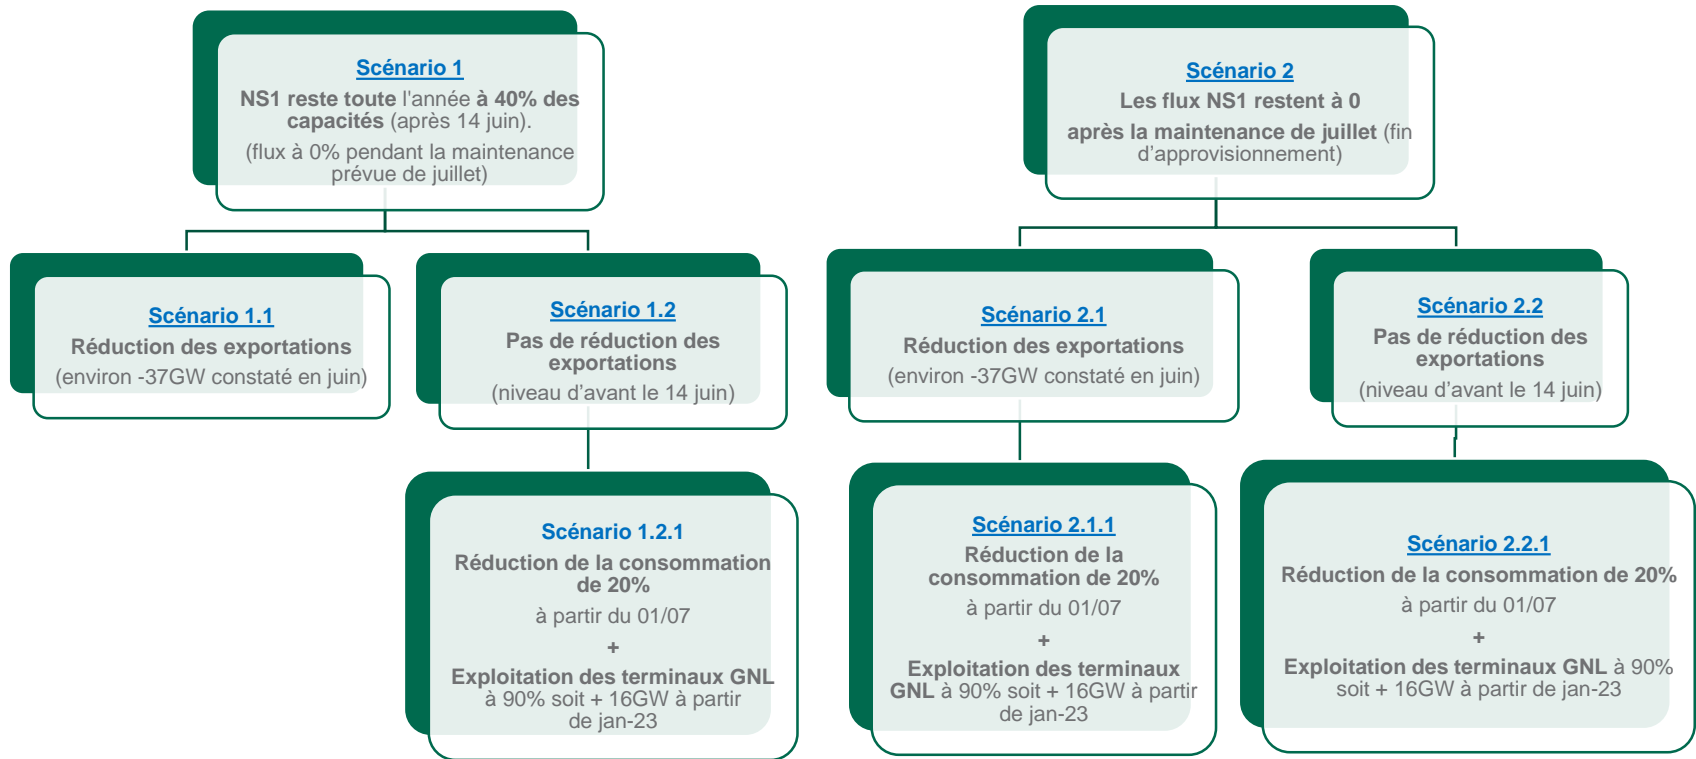 Scénario 1
NS1 reste toute l'année à 40% des
capacités (après 14 juin).
(flux à 0% pendant la maintenance
prévue de juillet)
Scénario 2
Les flux NS1 restent à 0
après la maintenance de juillet (fin
d'approvisionnement)
Scénario 1.1
Réduction des exportations
(environ -37GW constaté en juin)
Scénario 1.2
Pas de réduction des
exportations
(niveau d'avant le 14 juin)
Scénario 2.1
Réduction des exportations
(environ -37GW constaté en juin)
Scénario 2.2
Pas de réduction des
exportations
(niveau d'avant le 14 juin)
Scénario 1.2.1
Réduction de la consommation
de 20%
à partir du 01/07
+
Exploitation des terminaux GNL
à 90% soit + 16GW à partir
de jan-23
Scénario 2.1.1
Réduction de la
consommation de 20%
à partir du 01/07
+
Exploitation des terminaux
GNL à 90% soit + 16GW à partir
de jan-23
Scénario 2.2.1
Réduction de la consommation de 20%
à partir du 01/07
+
Exploitation des terminaux GNL à 90%
soit + 16GW à partir de jan-23